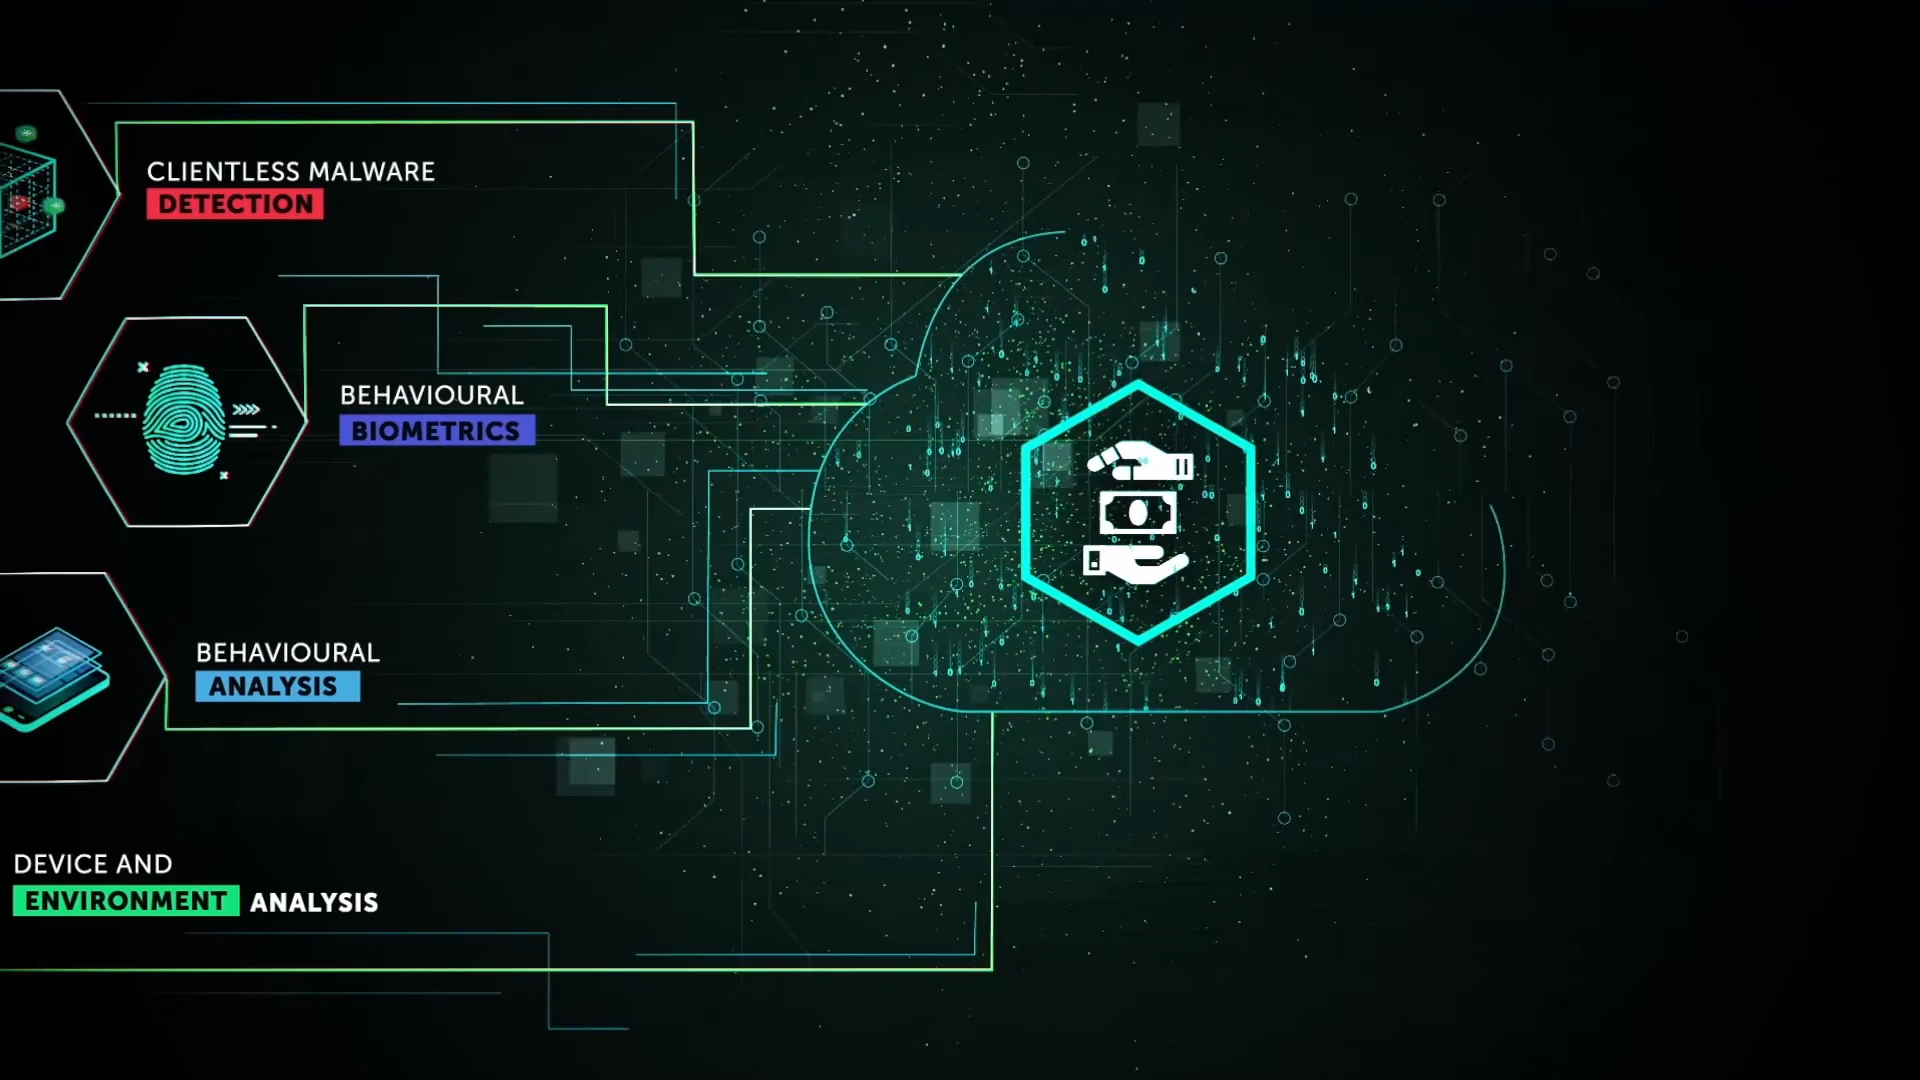 CLIENTLESS MALWARE
DETECTION
BEHAVIOURAL
BIOMETRICS
BEHAVIOURAL
ANALYSIS
DEVICE AND
ENVIRONMENT ANALYSIS